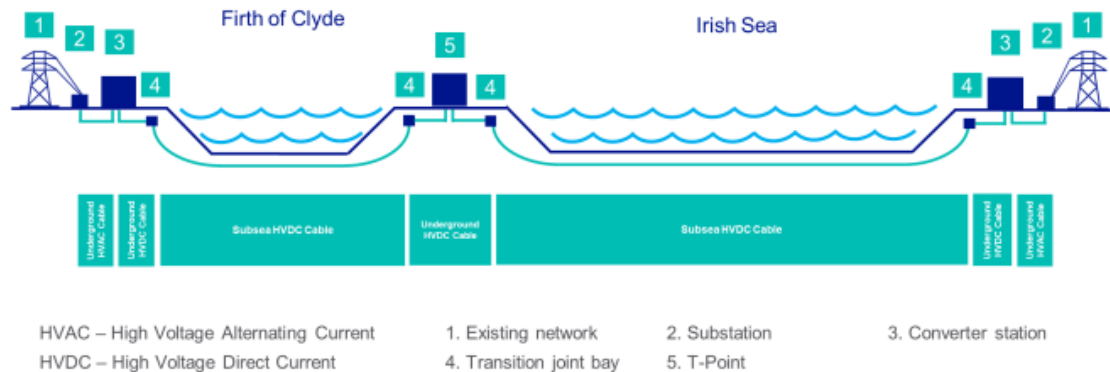 Firth of Clyde
Irish Sea
1
2
3
4
4
5
4
4
3
2
1
Underground
HVAC Cable
Underground
HVDC Cable
Subsea HVDC Cable
Underground
HVDC Cable
Subsea HVDC Cable
Underground
HVDC Cable
Underground
HVAC Cable
HVAC – High Voltage Alternating Current
1. Existing network
2. Substation
3. Converter station
HVDC – High Voltage Direct Current
4. Transition joint bay
5. T-Point